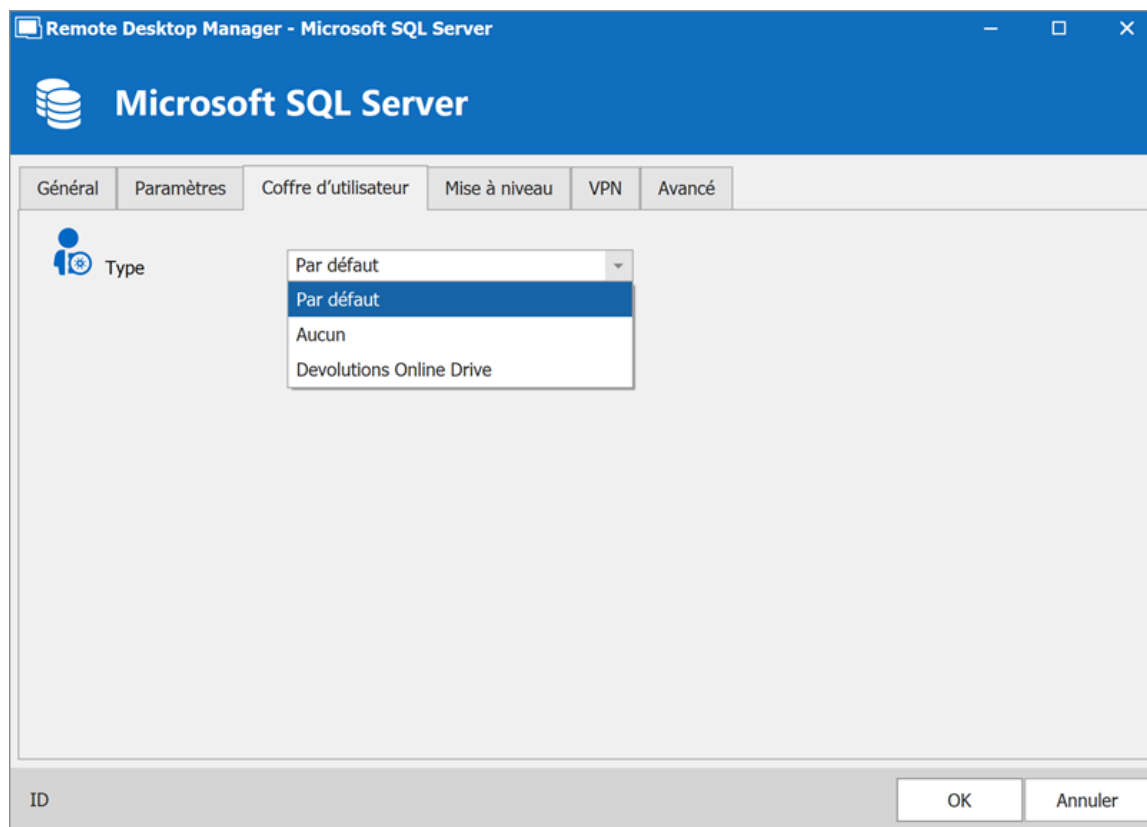 Remote Desktop Manager - Microsoft SQL Server
Microsoft SQL Server
Général Paramètres Coffre d'utilisateur Mise à niveau VPN Avancé
Type Par défaut
Par défaut
Aucun
Devolutions Online Drive
ID OK Annuler